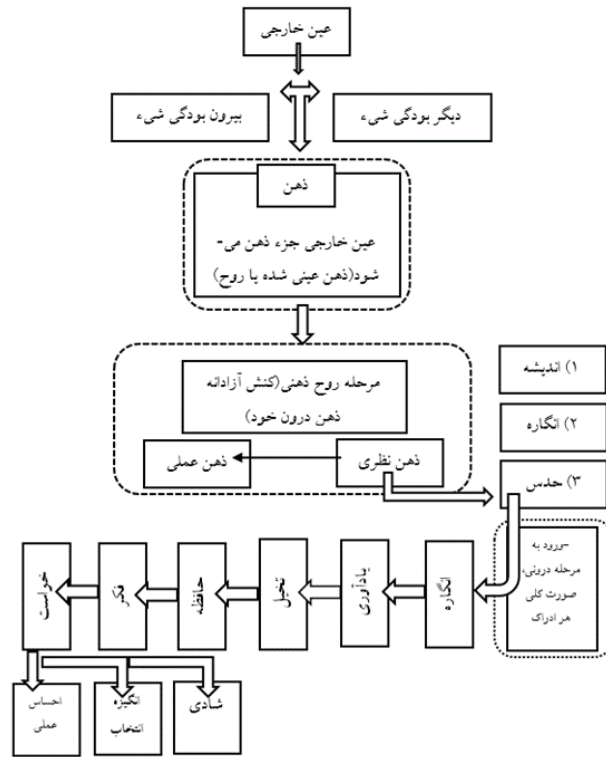 عین خارجی
دیگر بودگی شیء
بیرون بودگی شیء
ذهن
عین خارجی جزء ذهن می-
شود(ذهن عینی شده یا روح)
مرحله روح ذهنی(کنش آزادانه
ذهن درون خود)
ذهن نظری
ذهن عملی
۱) اندیشه
۲) انگاره
۳) حدس
-ورود به
مرحله درونی،
صورت کلی
هر ادراک
انگاره
یادآوری
تخیل
حافظه
فکر
خواست
شادی
انگیزه
انتخاب
احساس
عملی